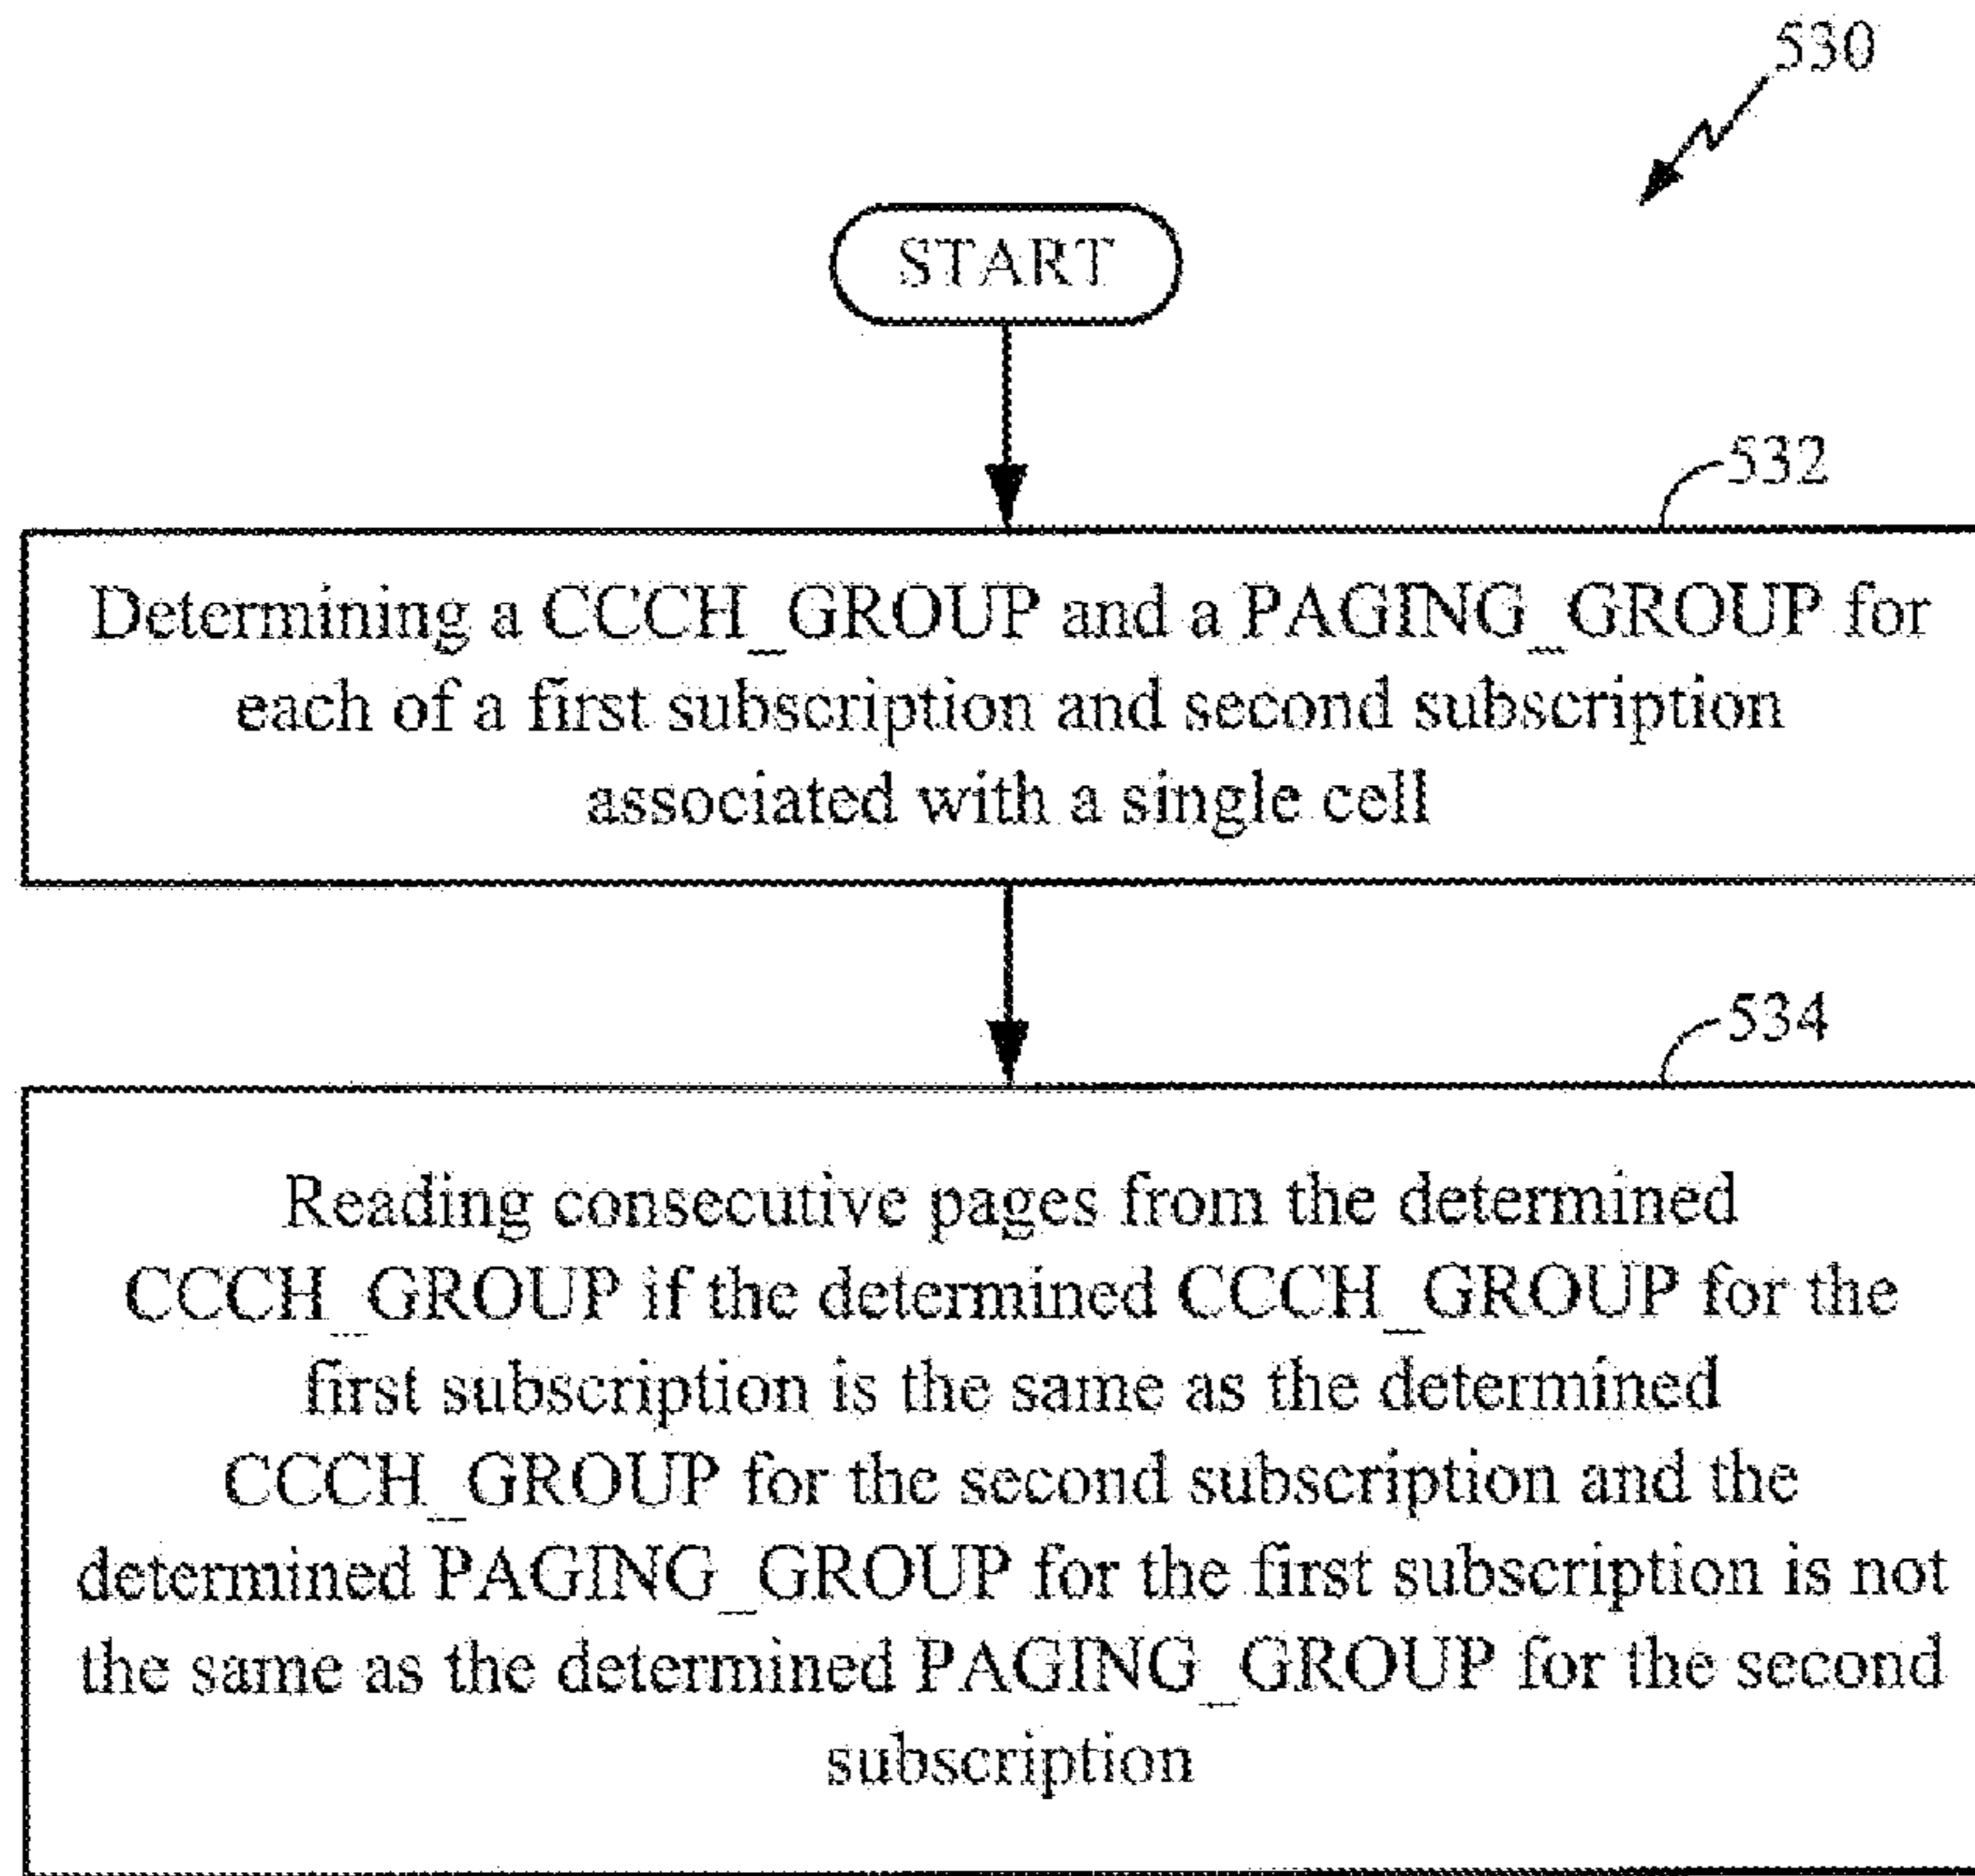 530
START
532
Determining a CCCH_GROUP and a PAGING_GROUP for
each of a first subscription and second subscription
associated with a single cell
534
Reading consecutive pages from the determined
CCCH_GROUP if the determined CCCH_GROUP for the
first subscription is the same as the determined
CCCH_GROUP for the second subscription and the
determined PAGING_GROUP for the first subscription is not
the same as the determined PAGING_GROUP for the second
subscription